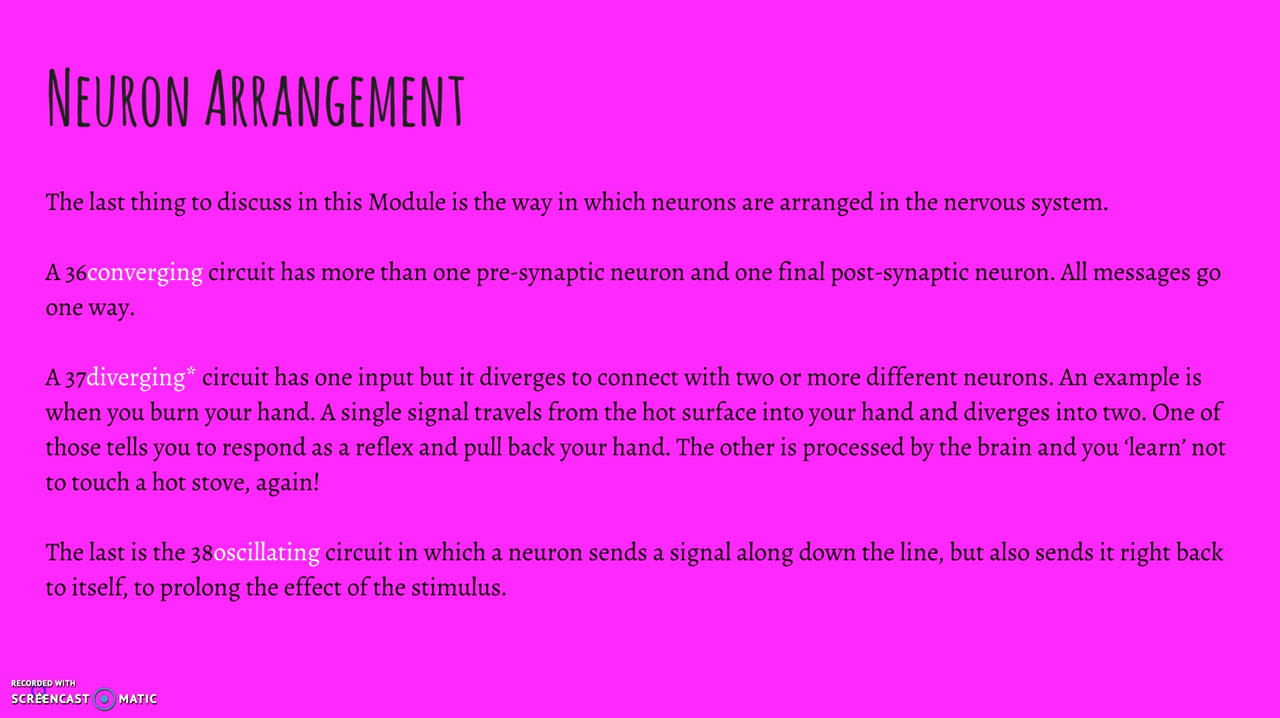 Neuron Arrangement
The last thing to discuss in this Module is the way in which neurons are arranged in the nervous system.
A 36converging circuit has more than one pre-synaptic neuron and one final post-synaptic neuron. All messages go
one way.
A 37diverging* circuit has one input but it diverges to connect with two or more different neurons. An example is
when you burn your hand. A single signal travels from the hot surface into your hand and diverges into two. One of
those tells you to respond as a reflex and pull back your hand. The other is processed by the brain and you ‘learn’ not
to touch a hot stove, again!
The last is the 38oscillating circuit in which a neuron sends a signal along down the line, but also sends it right back
to itself, to prolong the effect of the stimulus.
RECORDED WITH
SCREENCAST MATIC